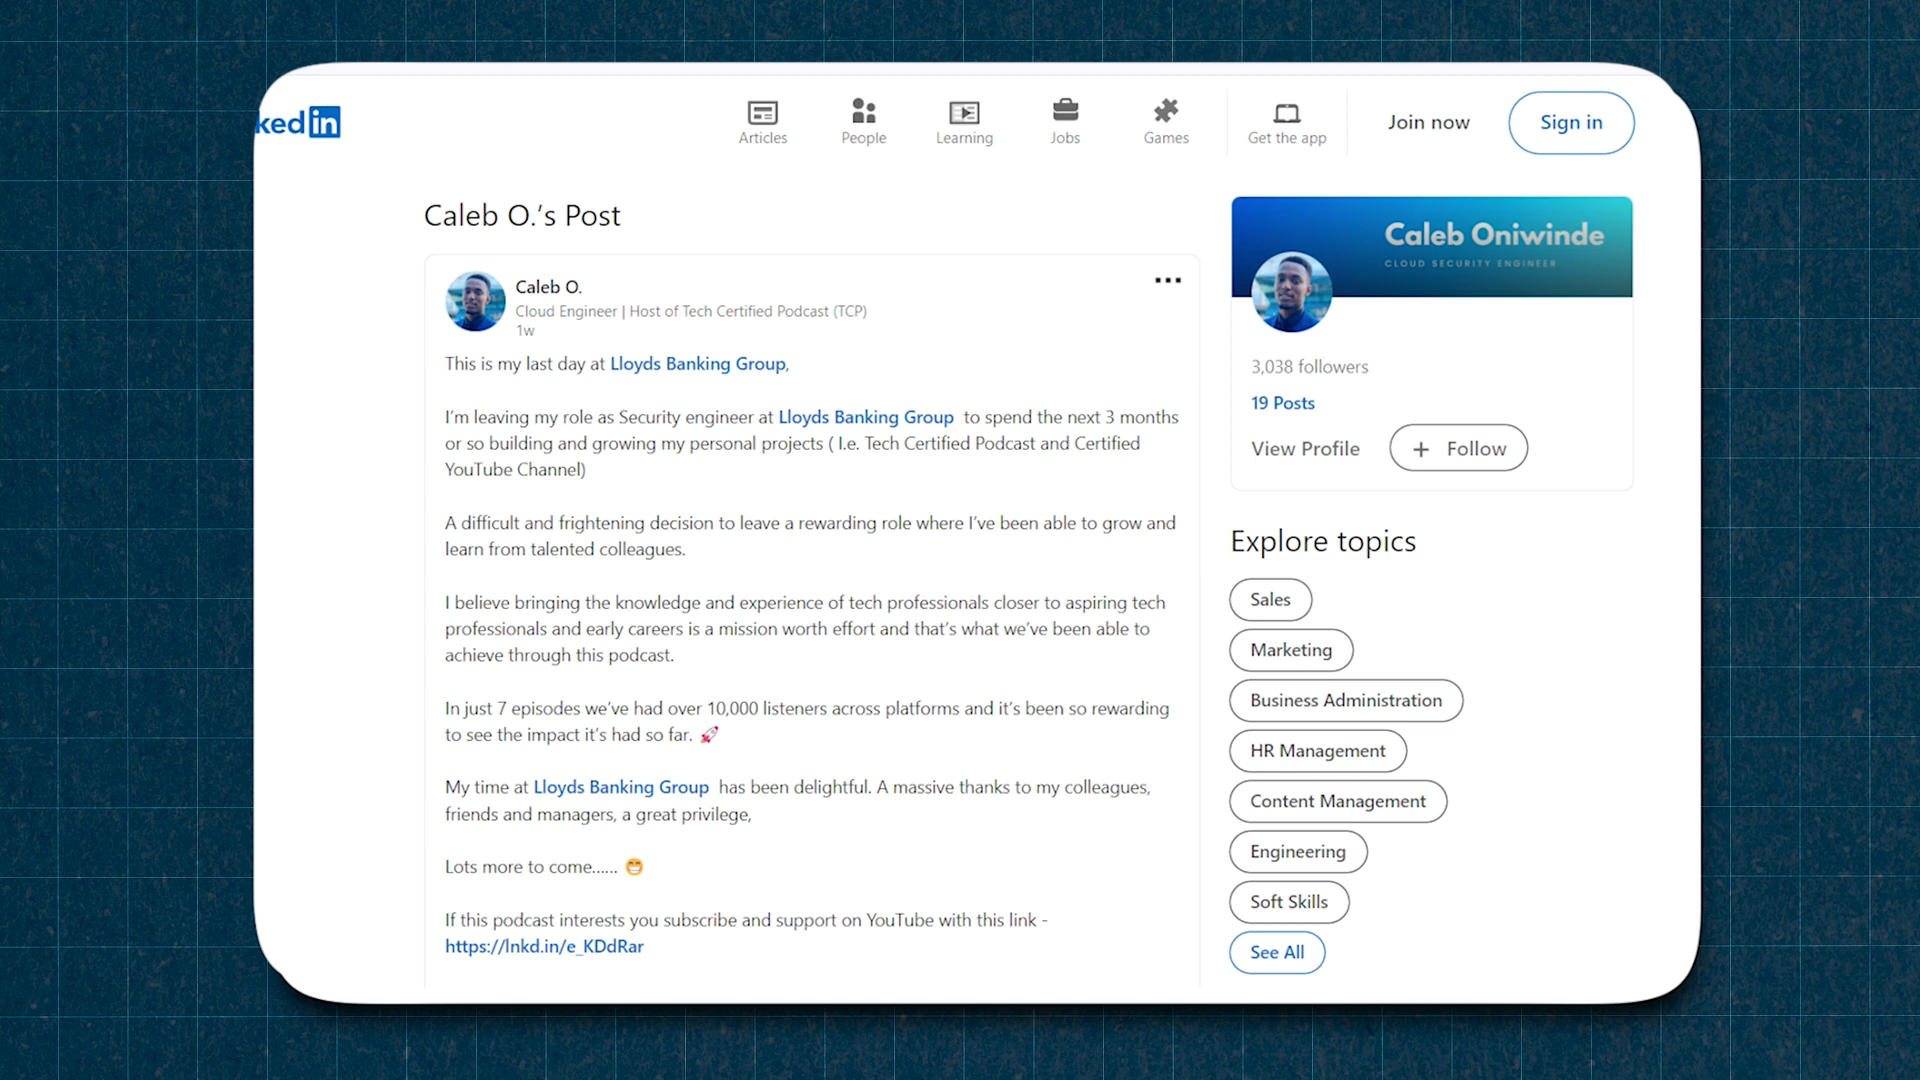 ked in
Articles
People
Learning
Jobs
Games
Get the app
Join now
Sign in
Caleb O.'s Post
Caleb O.
Cloud Engineer | Host of Tech Certified Podcast (TCP)
1w
This is my last day at Lloyds Banking Group,
I'm leaving my role as Security engineer at Lloyds Banking Group to spend the next 3 months
or so building and growing my personal projects ( I.e. Tech Certified Podcast and Certified
YouTube Channel)
A difficult and frightening decision to leave a rewarding role where I've been able to grow and
learn from talented colleagues.
I believe bringing the knowledge and experience of tech professionals closer to aspiring tech
professionals and early careers is a mission worth effort and that's what we've been able to
achieve through this podcast.
In just 7 episodes we've had over 10,000 listeners across platforms and it's been so rewarding
to see the impact it's had so far. 🚀
My time at Lloyds Banking Group has been delightful. A massive thanks to my colleagues,
friends and managers, a great privilege,
Lots more to come...... 😁
If this podcast interests you subscribe and support on YouTube with this link -
https://lnkd.in/e_KDdRar
Caleb Oniwinde
CLOUD SECURITY ENGINEER
3,038 followers
19 Posts
View Profile
+ Follow
Explore topics
Sales
Marketing
Business Administration
HR Management
Content Management
Engineering
Soft Skills
See All